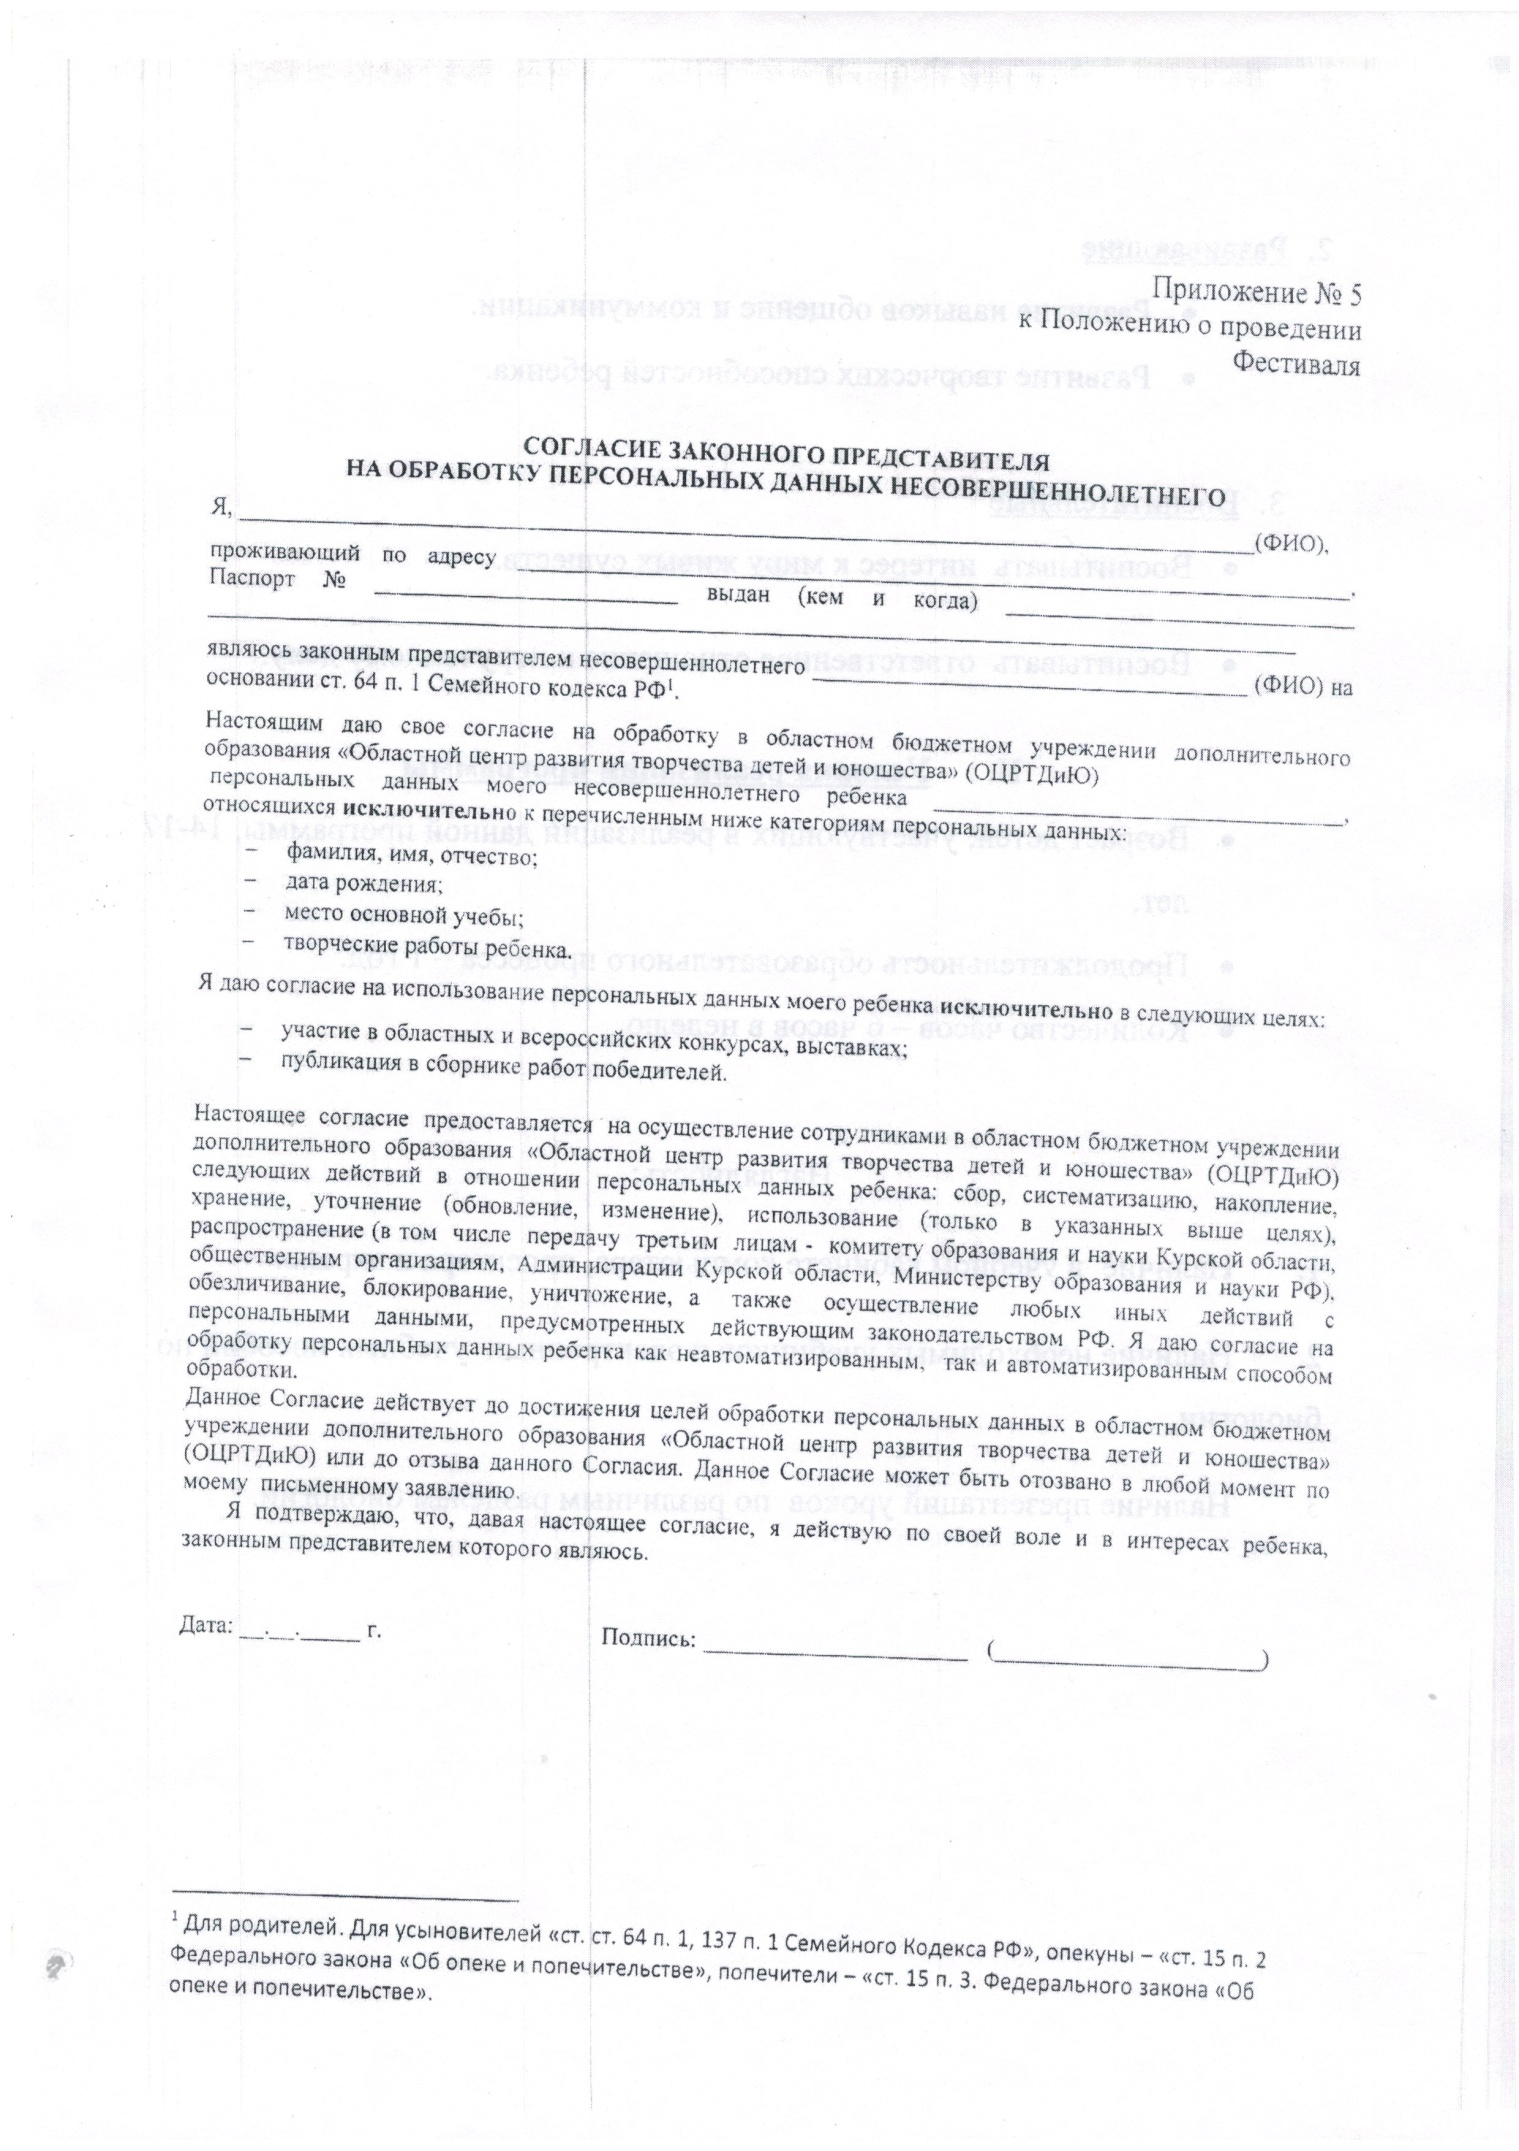 Приложение № 5
к Положению о проведении
Фестиваля
СОГЛАСИЕ ЗАКОННОГО ПРЕДСТАВИТЕЛЯ
НА ОБРАБОТКУ ПЕРСОНАЛЬНЫХ ДАННЫХ НЕСОВЕРШЕННОЛЕТНЕГО
Я, ____________________ (ФИО),
проживающий по адресу ____________________,
Паспорт № ____________________ выдан (кем и когда) ____________________
____________________
являюсь законным представителем несовершеннолетнего ____________________ (ФИО) на
основании ст. 64 п. 1 Семейного кодекса РФ¹.
Настоящим даю свое согласие на обработку в областном бюджетном учреждении дополнительного
образования «Областной центр развития творчества детей и юношества» (ОЦРТДиЮ)
персональных данных моего несовершеннолетнего ребенка ____________________,
относящихся исключительно к перечисленным ниже категориям персональных данных:
– фамилия, имя, отчество;
– дата рождения;
– место основной учебы;
– творческие работы ребенка.
Я даю согласие на использование персональных данных моего ребенка исключительно в следующих целях:
– участие в областных и всероссийских конкурсах, выставках;
– публикация в сборнике работ победителей.
Настоящее согласие предоставляется на осуществление сотрудниками в областном бюджетном учреждении
дополнительного образования «Областной центр развития творчества детей и юношества» (ОЦРТДиЮ)
следующих действий в отношении персональных данных ребенка: сбор, систематизацию, накопление,
хранение, уточнение (обновление, изменение), использование (только в указанных выше целях),
распространение (в том числе передачу третьим лицам - комитету образования и науки Курской области,
общественным организациям, Администрации Курской области, Министерству образования и науки РФ),
обезличивание, блокирование, уничтожение, а также осуществление любых иных действий с
персональными данными, предусмотренных действующим законодательством РФ. Я даю согласие на
обработку персональных данных ребенка как неавтоматизированным, так и автоматизированным способом
обработки.
Данное Согласие действует до достижения целей обработки персональных данных в областном бюджетном
учреждении дополнительного образования «Областной центр развития творчества детей и юношества»
(ОЦРТДиЮ) или до отзыва данного Согласия. Данное Согласие может быть отозвано в любой момент по
моему письменному заявлению.
Я подтверждаю, что, давая настоящее согласие, я действую по своей воле и в интересах ребенка,
законным представителем которого являюсь.
Дата: __.__._____ г. Подпись: ____________________ (____________________)
¹ Для родителей. Для усыновителей «ст. ст. 64 п. 1, 137 п. 1 Семейного Кодекса РФ», опекуны – «ст. 15 п. 2
Федерального закона «Об опеке и попечительстве», попечители – «ст. 15 п. 3. Федерального закона «Об
опеке и попечительстве».